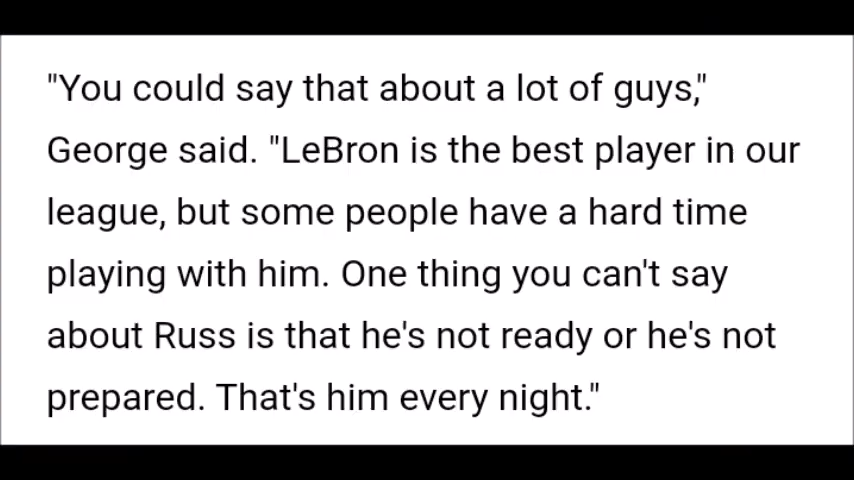 "You could say that about a lot of guys,"
George said. "LeBron is the best player in our
league, but some people have a hard time
playing with him. One thing you can't say
about Russ is that he's not ready or he's not
prepared. That's him every night."